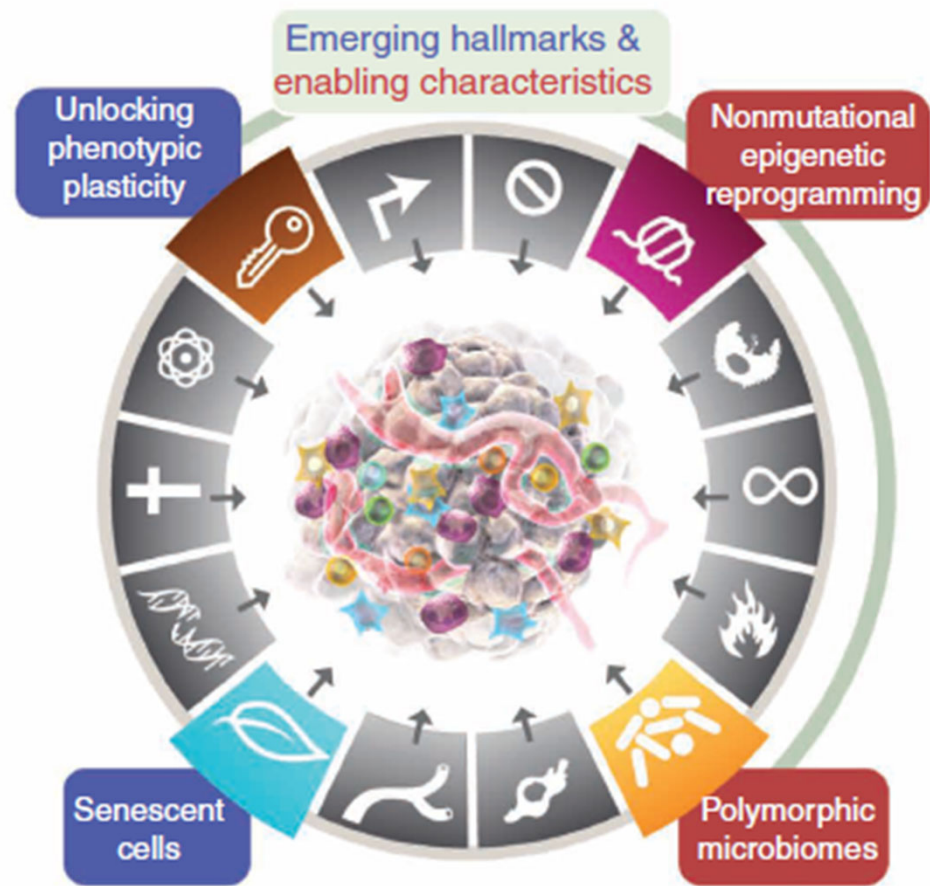 Emerging hallmarks &
enabling characteristics
Unlocking
phenotypic
plasticity
Nonmutational
epigenetic
reprogramming
Senescent
cells
Polymorphic
microbiomes